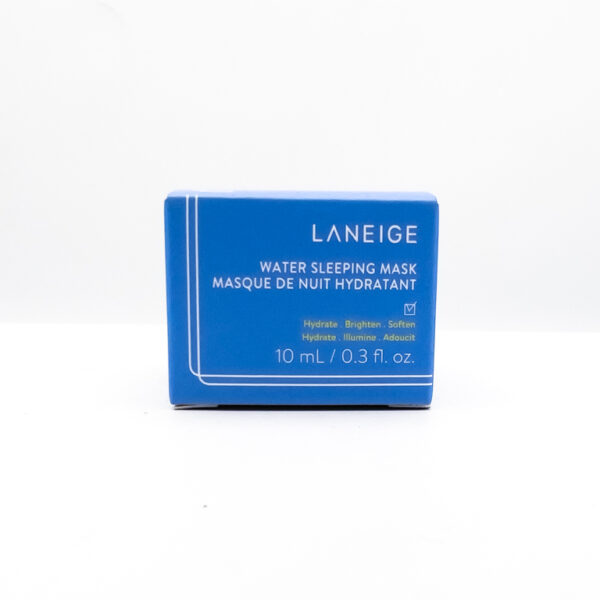 LANEIGE
WATER SLEEPING MASK
MASQUE DE NUIT HYDRATANT
Hydrate . Brighten . Soften
Hydrate . Illumine . Adoucit
10 mL / 0.3 fl. oz.